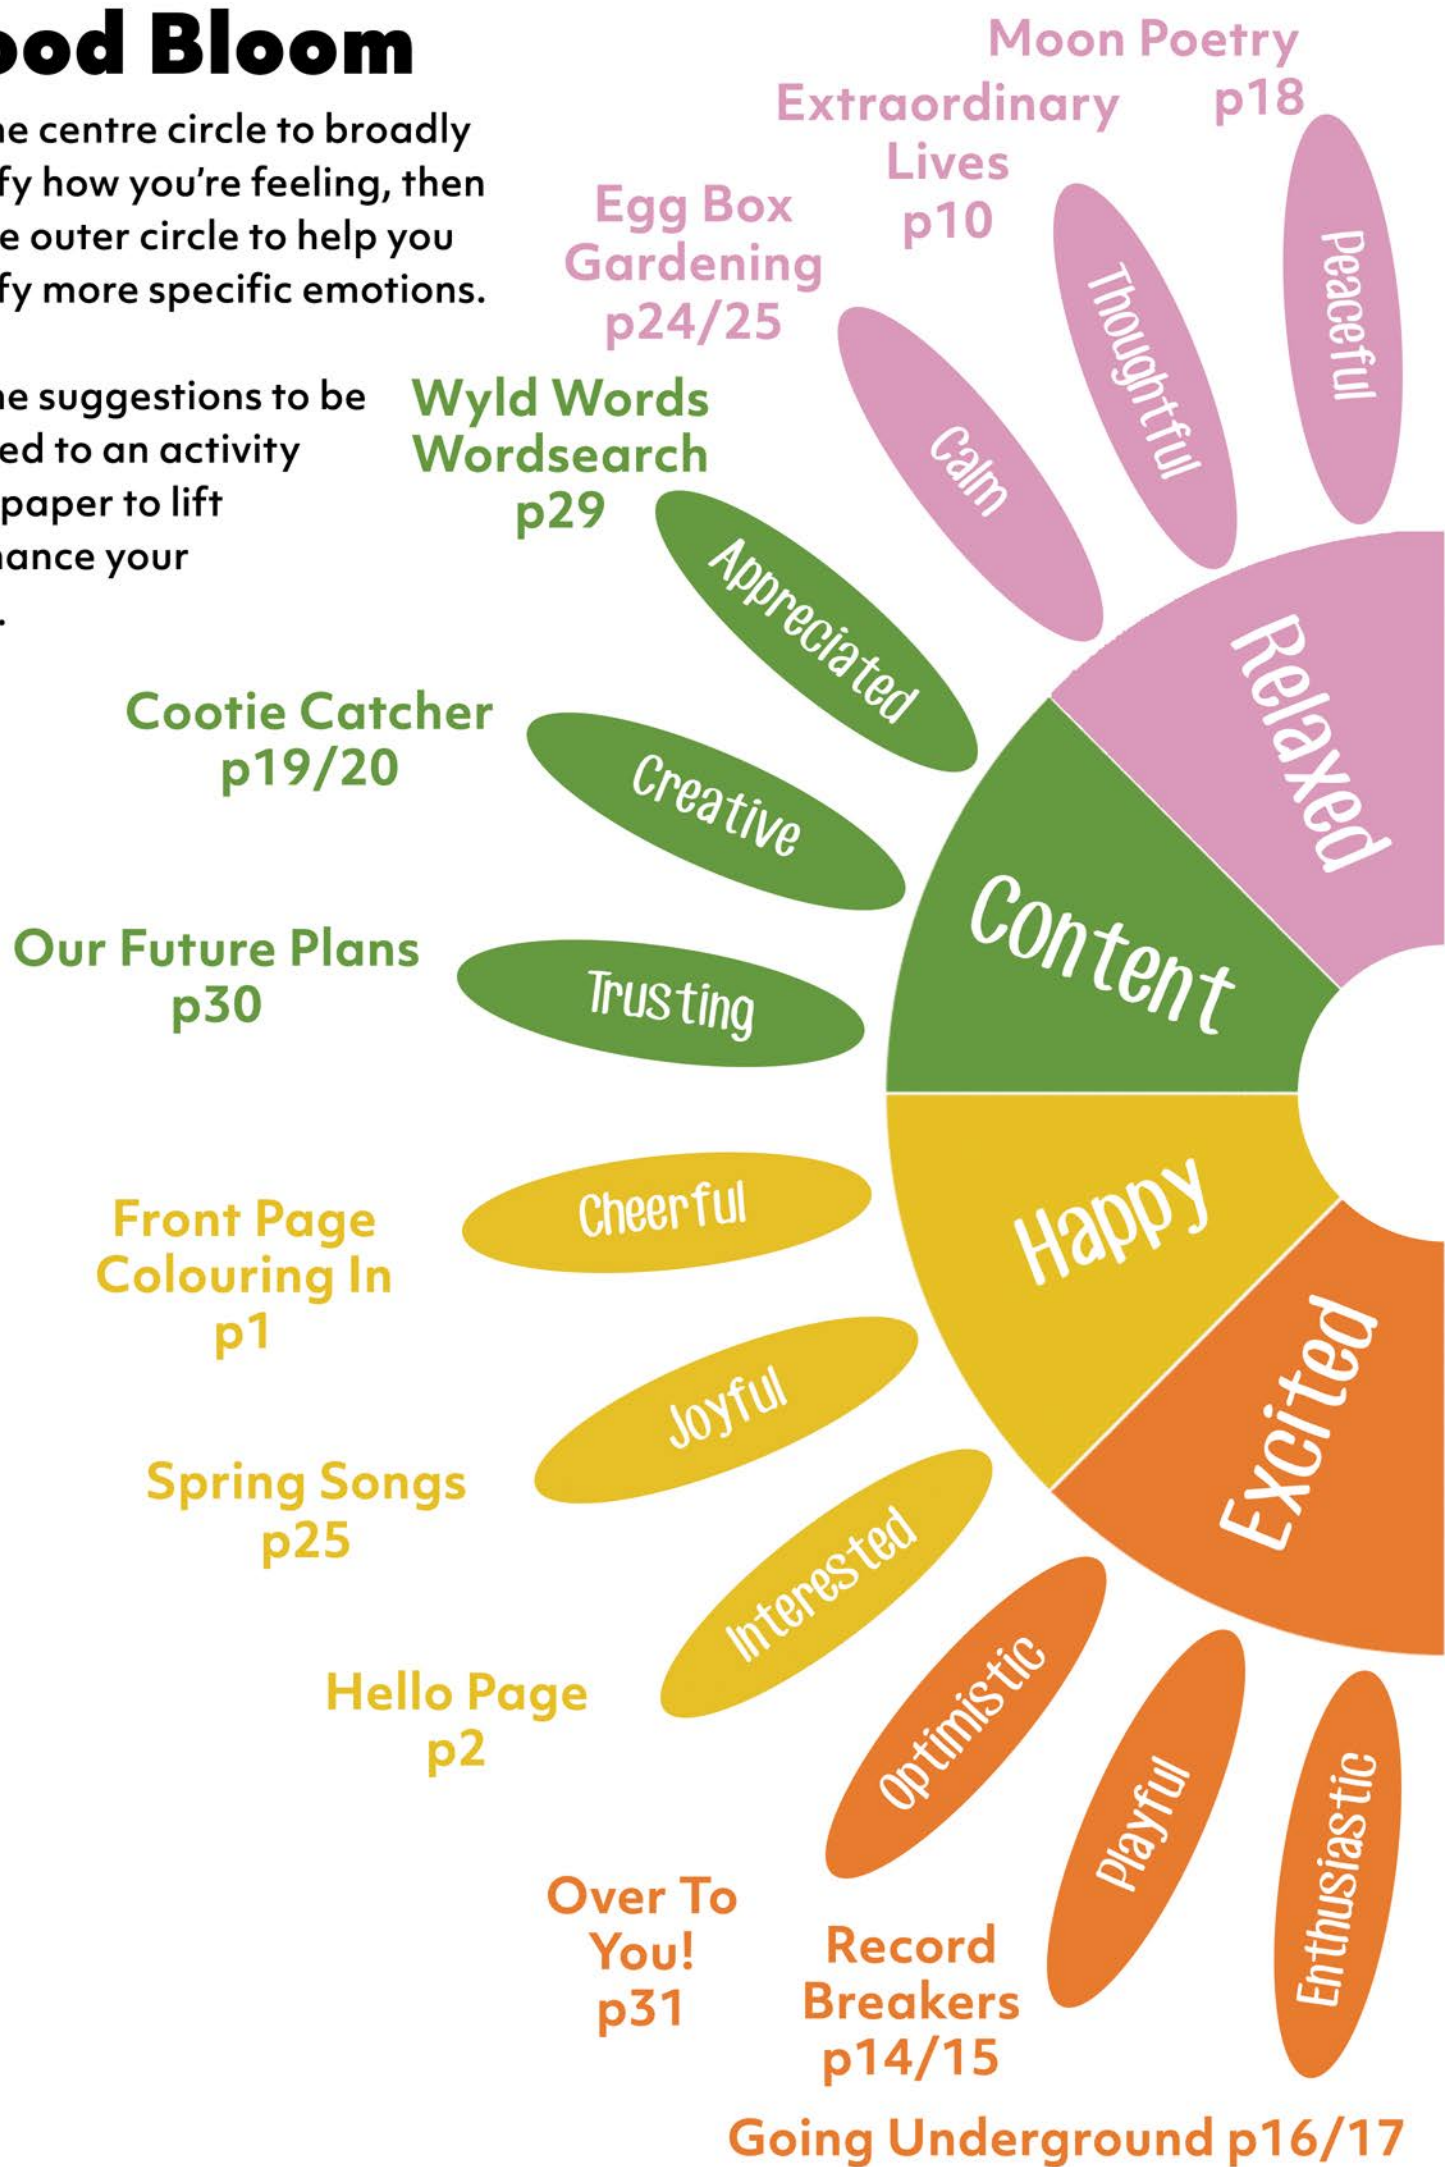 ood Bloom
he centre circle to broadly
fy how you're feeling, then
e outer circle to help you
fy more specific emotions.
he suggestions to be
ed to an activity
paper to lift
hance your
.
Moon Poetry
p18
Extraordinary
Lives
p10
Egg Box
Gardening
p24/25
Wyld Words
Wordsearch
p29
Cootie Catcher
p19/20
Our Future Plans
p30
Front Page
Colouring In
p1
Spring Songs
p25
Hello Page
p2
Over To
You!
p31
Record
Breakers
p14/15
Going Underground p16/17
Peaceful
Thoughtful
Calm
Appreciated
Creative
Trusting
Cheerful
Joyful
Interested
Optimistic
Playful
Enthusiastic
Relaxed
Content
Happy
Excited